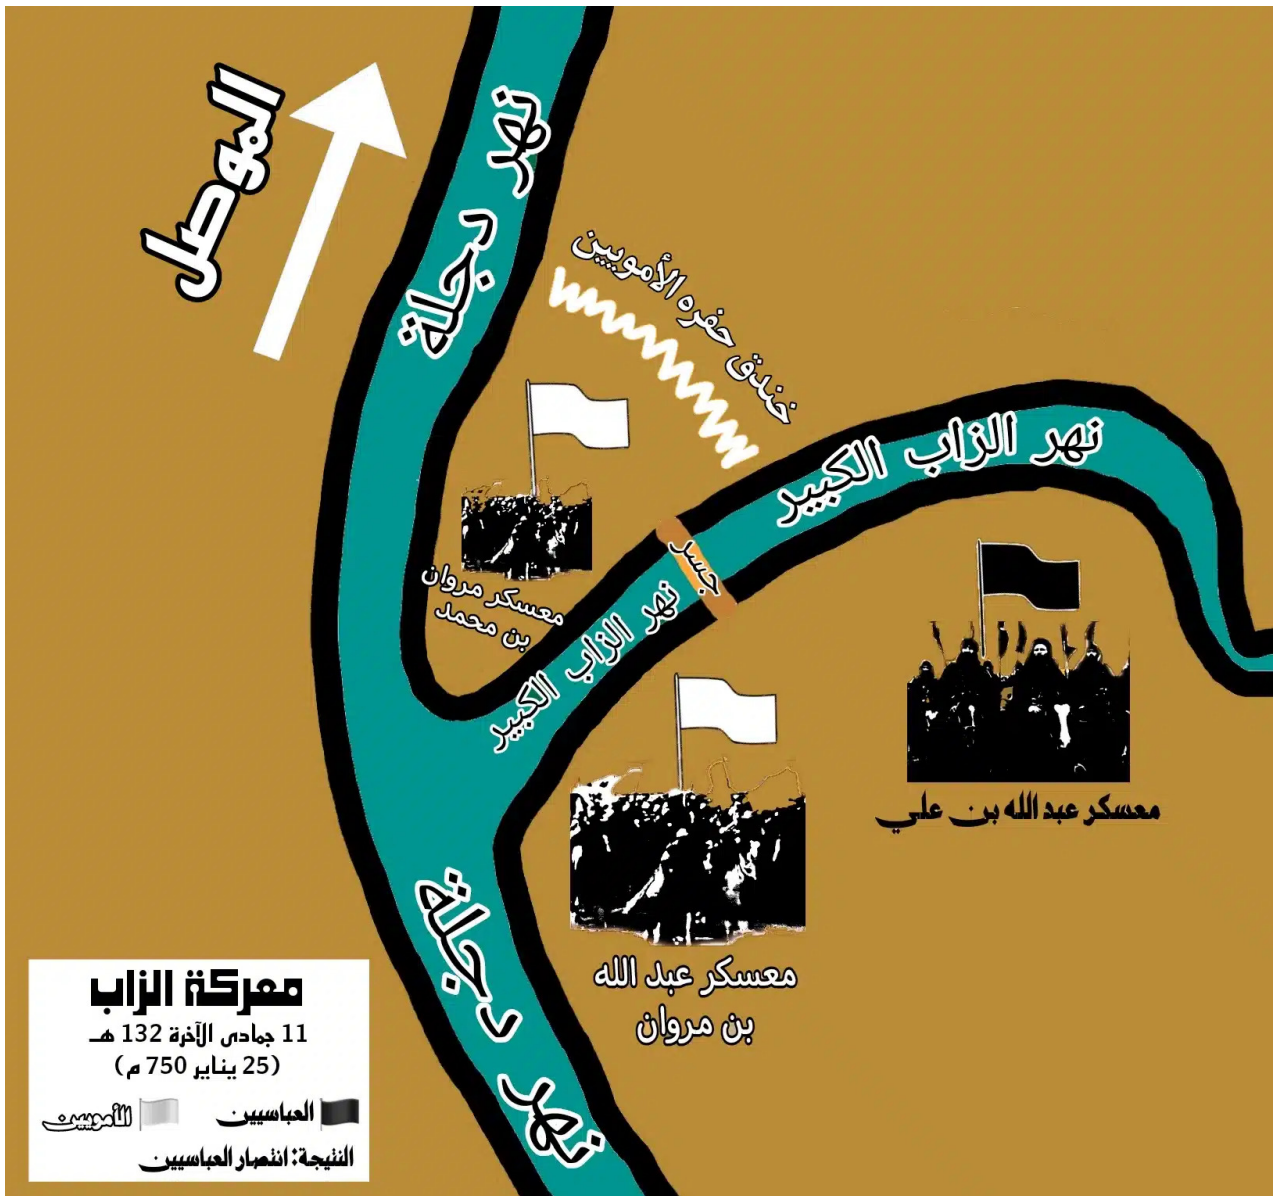 الموصل
نهر دجلة
خندق حفره الأمويين
نهر الزاب الكبير
جسر
معسكر مروان
بن محمد
نهر الزاب الكبير
معسكر عبد الله بن علي
معسكر عبد الله
بن مروان
نهر دجلة
معركة الزاب
11 جمادى الآخرة 132 هـ
(25 يناير 750 م)
العباسيين
الأمويين
النتيجة: انتصار العباسيين